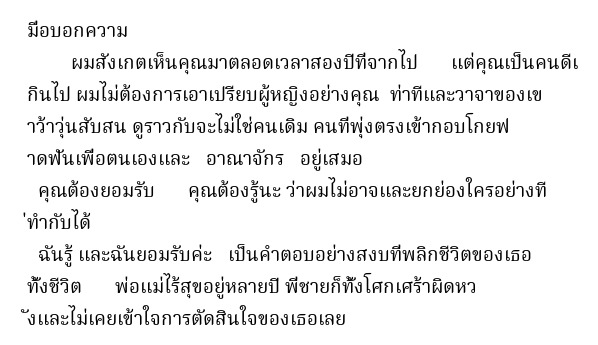 มีอบอกความ
ผมสังเกตเห็นคุณมาตลอดเวลาสองปีที่จากไป แต่คุณเป็นคนดีเ
กินไป ผมไม่ต้องการเอาเปรียบผู้หญิงอย่างคุณ ท่าทีและวาจาของเข
าว้าวุ่นสับสน ดูราวกับจะไม่ใช่คนเดิม คนที่พุ่งตรงเข้ากอบโกยฟ
าดฟันเพื่อตนเองและ อาณาจักร อยู่เสมอ
คุณต้องยอมรับ คุณต้องรู้นะ ว่าผมไม่อาจและยกย่องใครอย่างที
่ทำกับได้
ฉันรู้ และฉันยอมรับค่ะ เป็นคำตอบอย่างสงบที่พลิกชีวิตของเธอ
ทั้งชีวิต พ่อแม่ไร้สุขอยู่หลายปี พี่ชายก็ทั้งโศกเศร้าผิดหว
ังและไม่เคยเข้าใจการตัดสินใจของเธอเลย